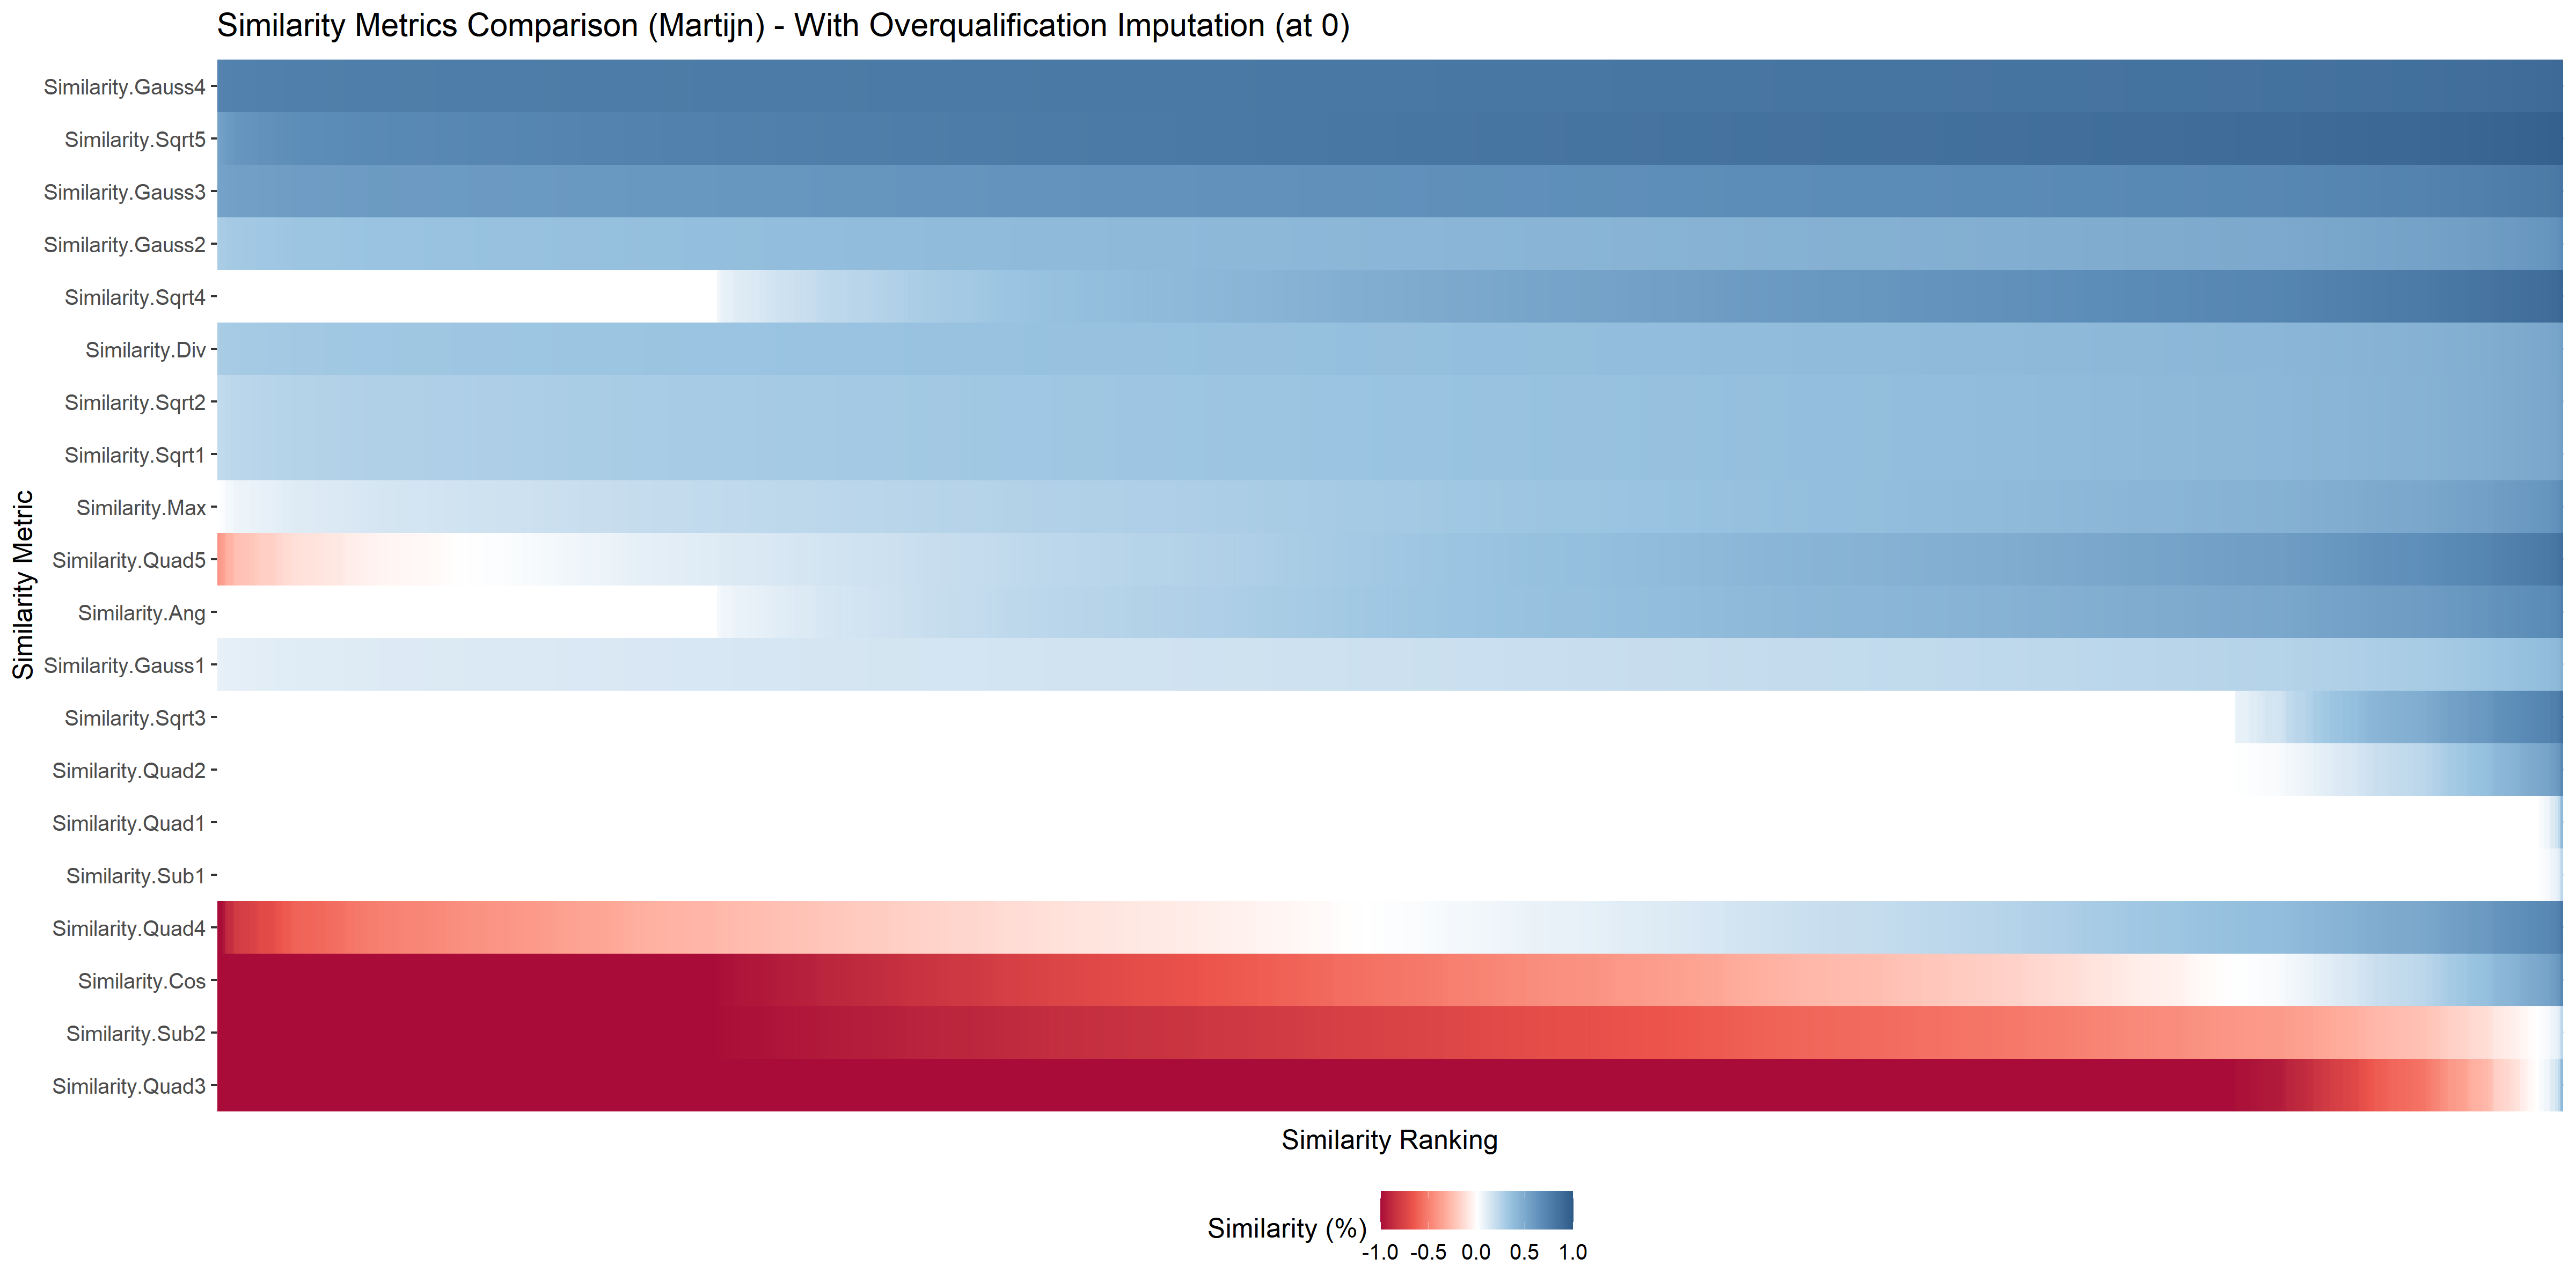 Similarity Metrics Comparison (Martijn) - With Overqualification Imputation (at 0)
Similarity Metric
Similarity.Gauss4
Similarity.Sqrt5
Similarity.Gauss3
Similarity.Gauss2
Similarity.Sqrt4
Similarity.Div
Similarity.Sqrt2
Similarity.Sqrt1
Similarity.Max
Similarity.Quad5
Similarity.Ang
Similarity.Gauss1
Similarity.Sqrt3
Similarity.Quad2
Similarity.Quad1
Similarity.Sub1
Similarity.Quad4
Similarity.Cos
Similarity.Sub2
Similarity.Quad3
Similarity Ranking
Similarity (%)
-1.0 -0.5 0.0 0.5 1.0